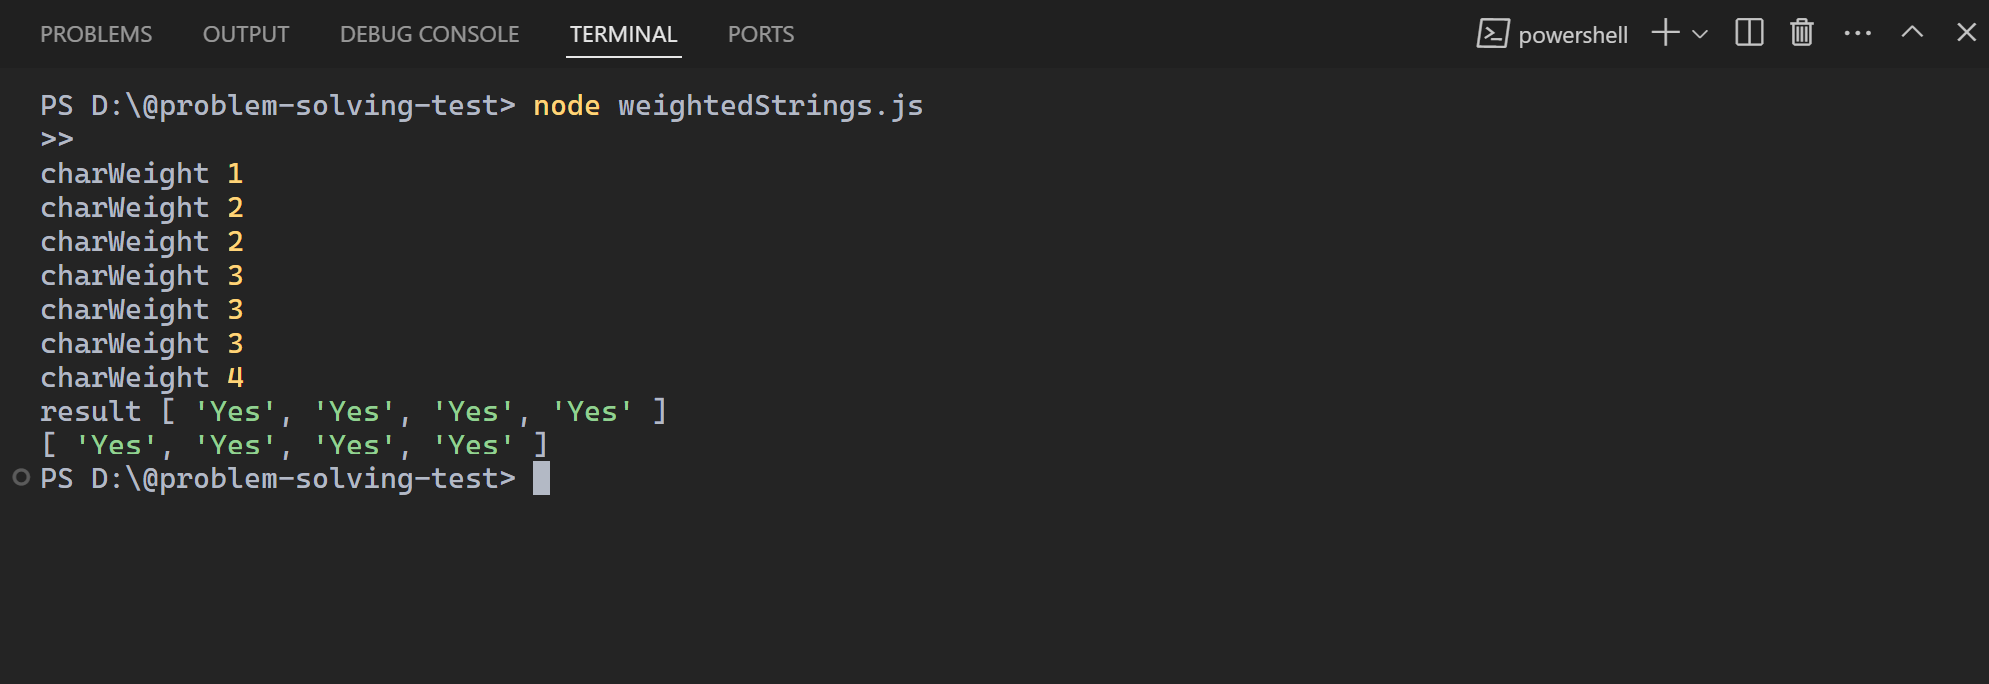 PROBLEMS OUTPUT DEBUG CONSOLE TERMINAL PORTS powershell
PS D:\@problem-solving-test> node weightedStrings.js
>>
charWeight 1
charWeight 2
charWeight 2
charWeight 3
charWeight 3
charWeight 3
charWeight 4
result [ 'Yes', 'Yes', 'Yes', 'Yes' ]
[ 'Yes', 'Yes', 'Yes', 'Yes' ]
PS D:\@problem-solving-test>